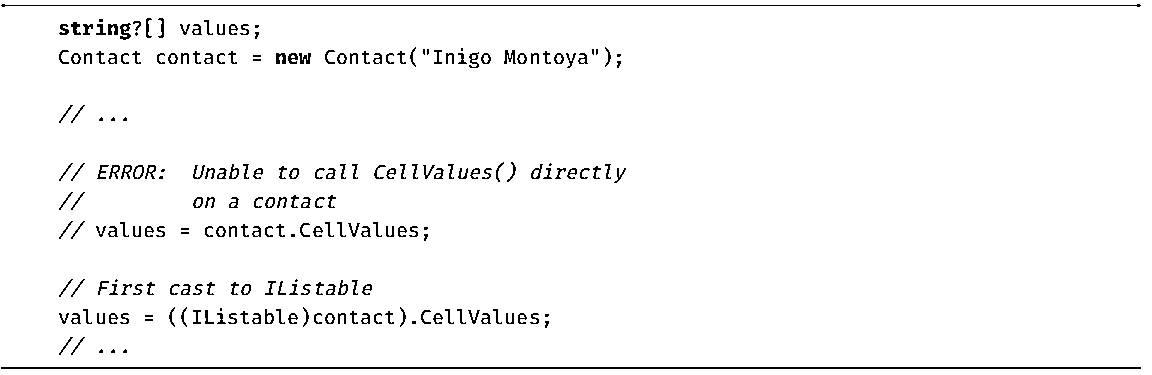 string?[] values;
Contact contact = new Contact("Inigo Montoya");
// ...
// ERROR:  Unable to call CellValues() directly
//         on a contact
// values = contact.CellValues;
// First cast to IListable
values = ((IListable)contact).CellValues;
// ...